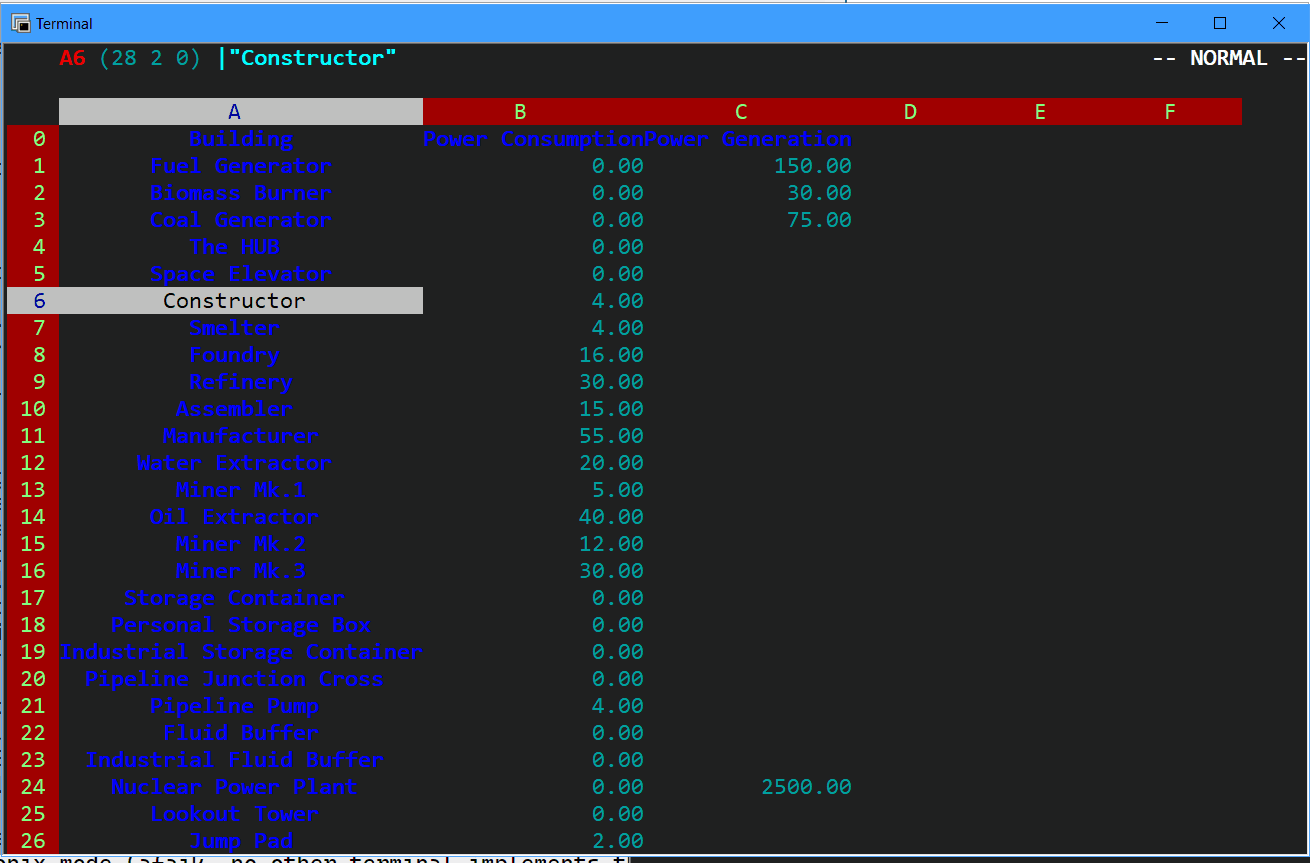 Terminal
A6 (28 2 0) |"Constructor" -- NORMAL --
A B C D E F
0 Building Power Consumption Power Generation
1 Fuel Generator 0.00 150.00
2 Biomass Burner 0.00 30.00
3 Coal Generator 0.00 75.00
4 The HUB 0.00
5 Space Elevator 0.00
6 Constructor 4.00
7 Smelter 4.00
8 Foundry 16.00
9 Refinery 30.00
10 Assembler 15.00
11 Manufacturer 55.00
12 Water Extractor 20.00
13 Miner Mk.1 5.00
14 Oil Extractor 40.00
15 Miner Mk.2 12.00
16 Miner Mk.3 30.00
17 Storage Container 0.00
18 Personal Storage Box 0.00
19 Industrial Storage Container 0.00
20 Pipeline Junction Cross 0.00
21 Pipeline Pump 4.00
22 Fluid Buffer 0.00
23 Industrial Fluid Buffer 0.00
24 Nuclear Power Plant 0.00 2500.00
25 Lookout Tower 0.00
26 Jump Pad 2.00
mode (afaik, no other terminal implements